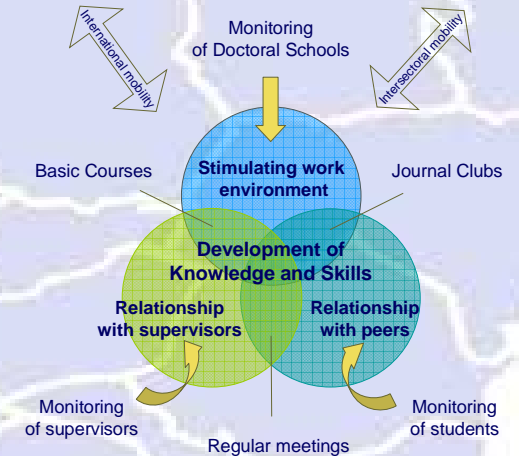 International mobility
Monitoring
of Doctoral Schools
Intersectoral mobility
Basic Courses
Stimulating work
environment
Journal Clubs
Development of
Knowledge and Skills
Relationship
with supervisors
Relationship
with peers
Monitoring
of supervisors
Regular meetings
Monitoring
of students